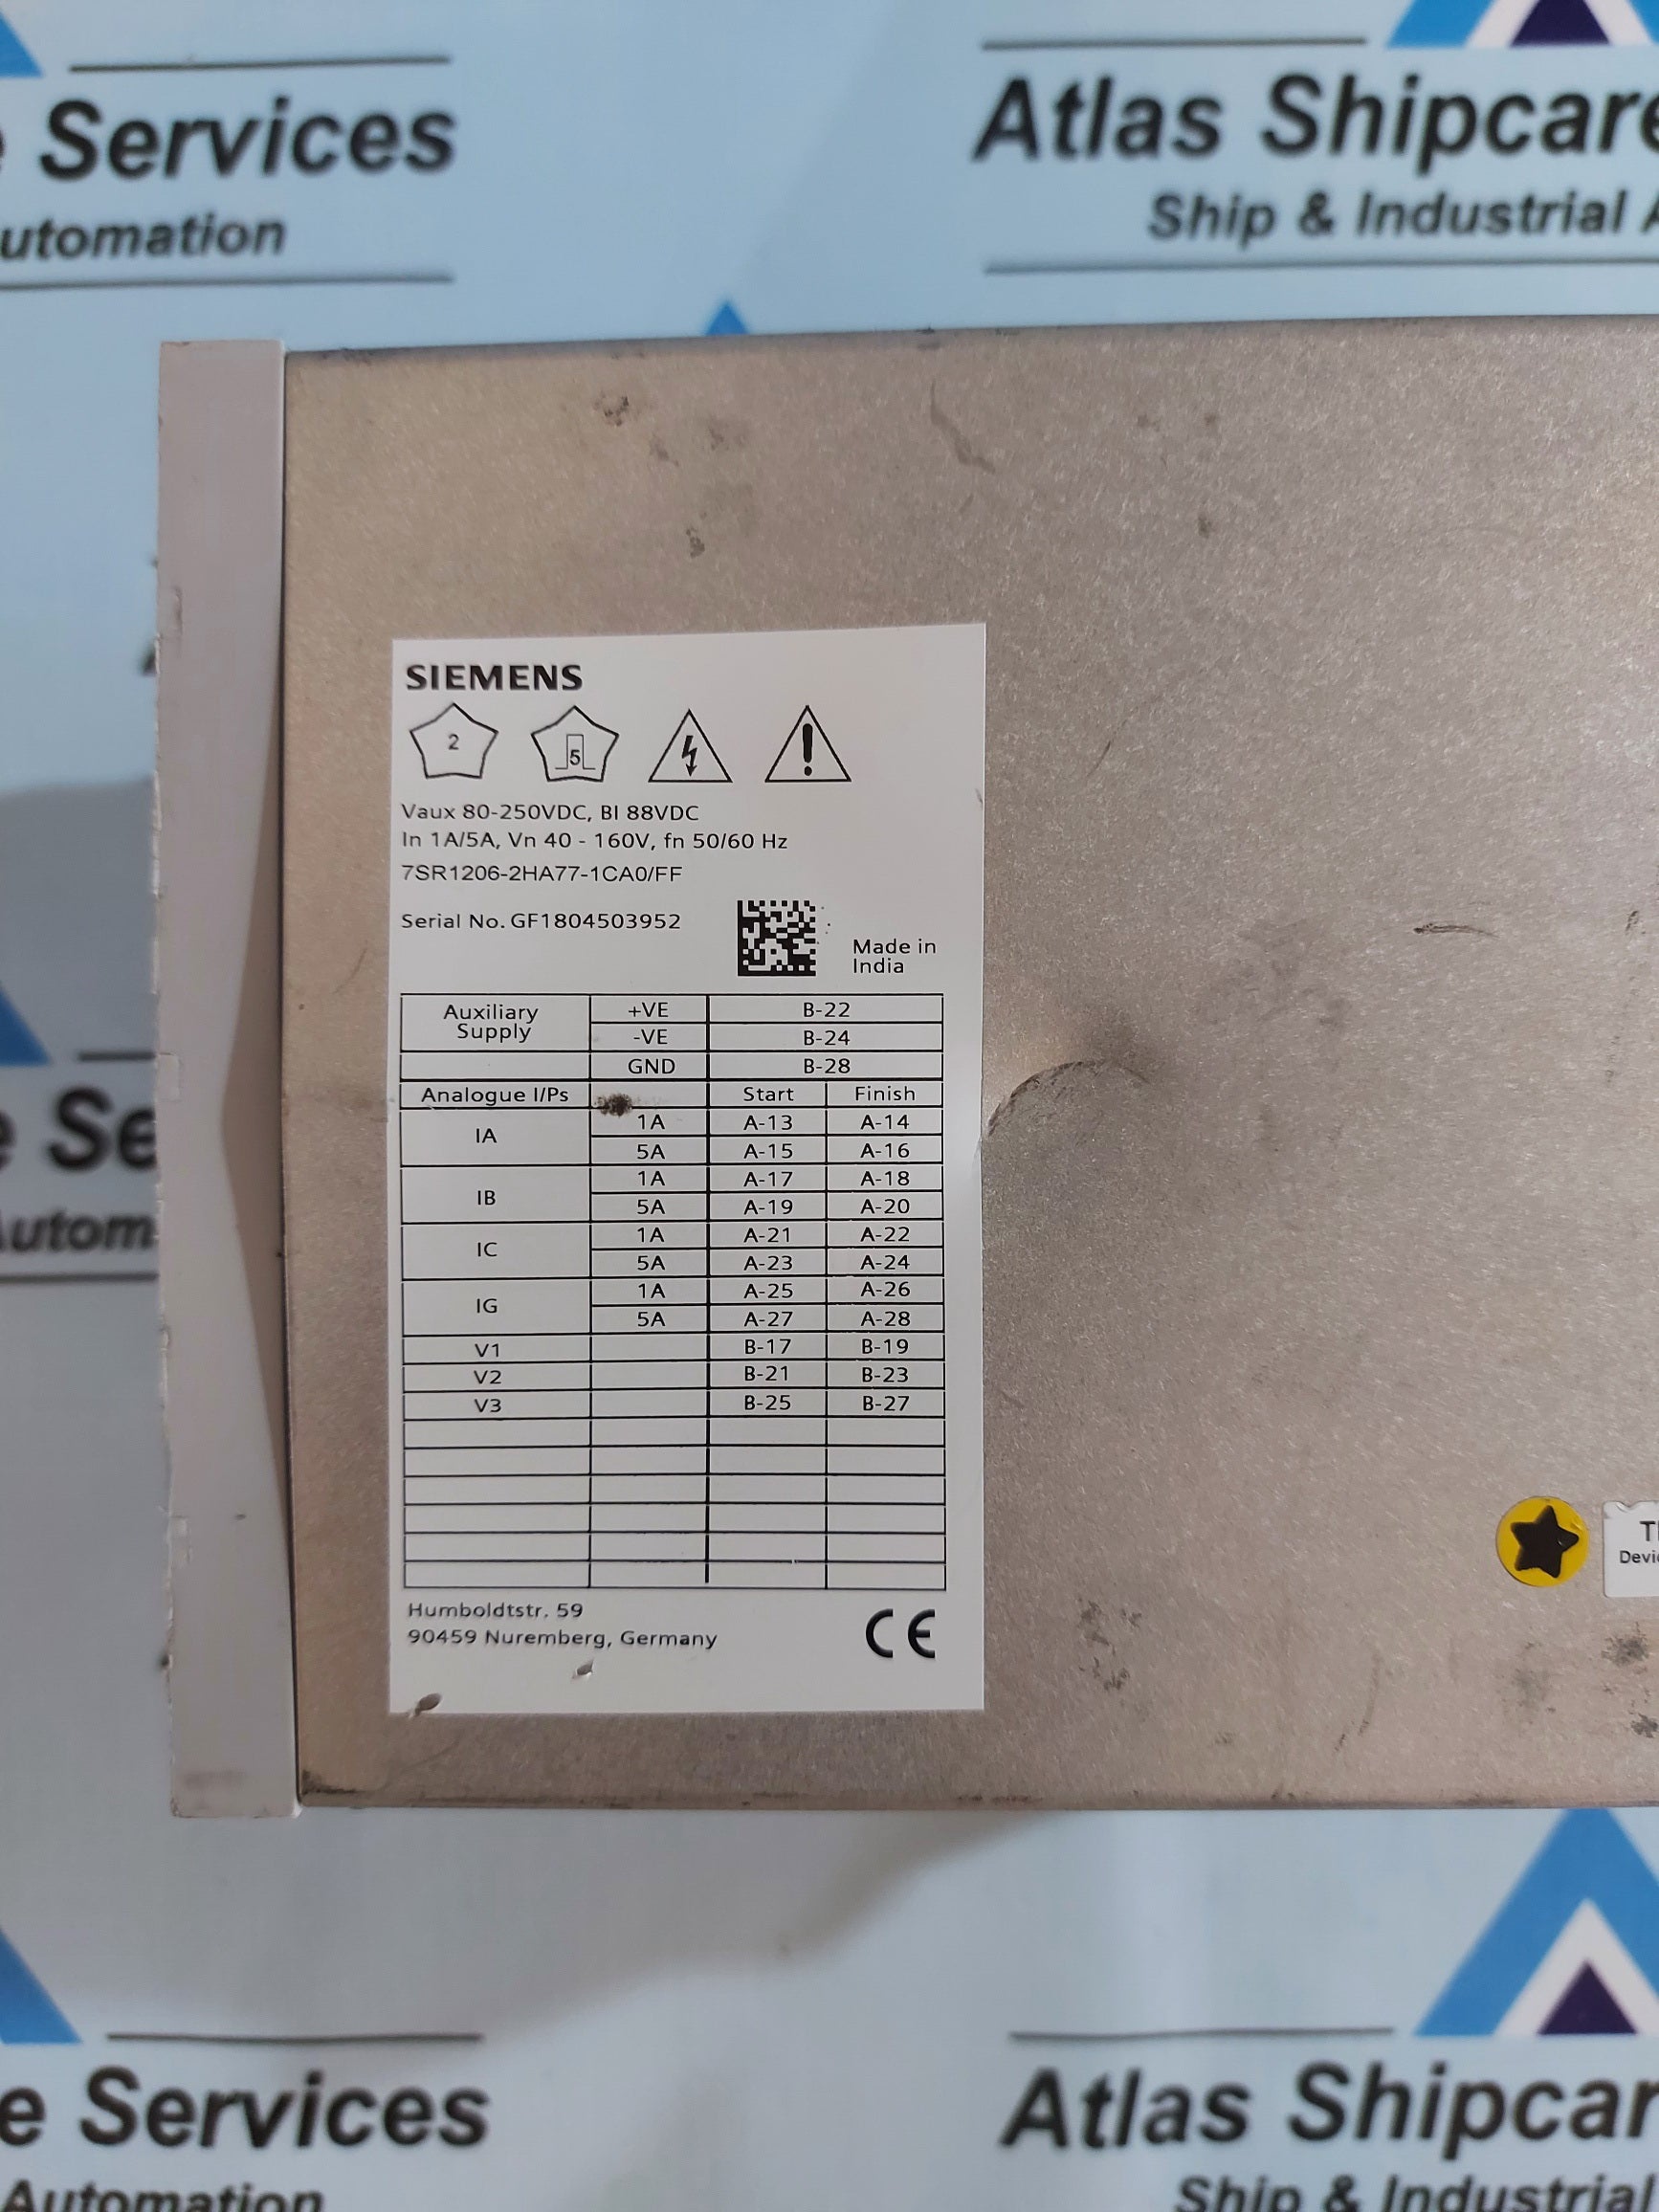 e Services
utomation
Atlas Shipcare
Ship & Industrial A
SIEMENS
2
5
Vaux 80-250VDC, BI 88VDC
In 1A/5A, Vn 40 - 160V, fn 50/60 Hz
7SR1206-2HA77-1CA0/FF
Serial No. GF1804503952
Made in
India
Auxiliary Supply +VE B-22
-VE B-24
GND B-28
Analogue I/Ps Start Finish
IA 1A A-13 A-14
5A A-15 A-16
IB 1A A-17 A-18
5A A-19 A-20
IC 1A A-21 A-22
5A A-23 A-24
IG 1A A-25 A-26
5A A-27 A-28
V1 B-17 B-19
V2 B-21 B-23
V3 B-25 B-27
Humboldtstr. 59
90459 Nuremberg, Germany
CE
e Se
Autom
Devi
e Services
Automation
Atlas Shipcar
Ship & Industrial